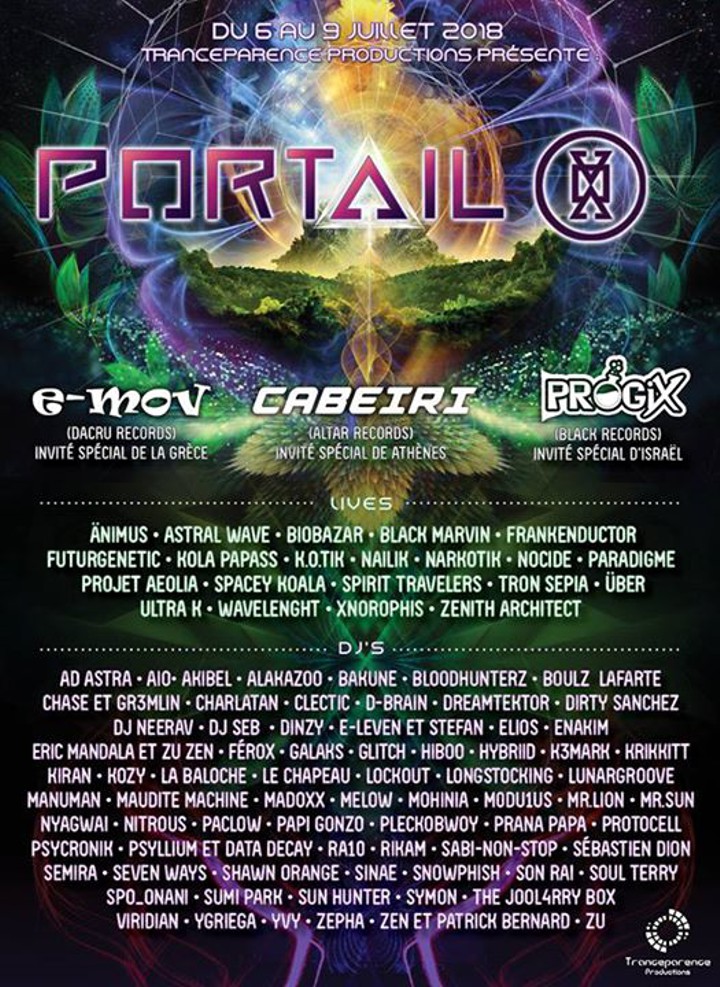 DU 6 AU 9 JUILLET 2018
TRANCEPARENCE PRODUCTIONS PRÉSENTE :
PORTAIL
e-mov CABEIRI PROGiX
(DACRU RECORDS) (ALTAR RECORDS) (BLACK RECORDS)
INVITÉ SPÉCIAL DE LA GRÈCE INVITÉ SPÉCIAL DE ATHÈNES INVITÉ SPÉCIAL D'ISRAËL
LIVES
ÄNIMUS • ASTRAL WAVE • BIOBAZAR • BLACK MARVIN • FRANKENDUCTOR
FUTURGENETIC • KOLA PAPASS • K.O.TIK • NAILIK • NARKOTIK • NOCIDE • PARADIGME
PROJET AEOLIA • SPACEY KOALA • SPIRIT TRAVELERS • TRON SEPIA • ÜBER
ULTRA K • WAVELENGHT • XNOROPHIS • ZENITH ARCHITECT
DJ'S
AD ASTRA • AIO• AKIBEL • ALAKAZOO • BAKUNE • BLOODHUNTERZ • BOULZ LAFARTE
CHASE ET GR3MLIN • CHARLATAN • CLECTIC • D-BRAIN • DREAMTEKTOR • DIRTY SANCHEZ
DJ NEERAV • DJ SEB • DINZY • E-LEVEN ET STEFAN • ELIOS • ENAKIM
ERIC MANDALA ET ZU ZEN • FÉROX • GALAKS • GLITCH • HIBOO • HYBRIID • K3MARK • KRIKKITT
KIRAN • KOZY • LA BALOCHE • LE CHAPEAU • LOCKOUT • LONGSTOCKING • LUNARGROOVE
MANUMAN • MAUDITE MACHINE • MADOXX • MELOW • MOHINIA • MODU1US • MR.LION • MR.SUN
NYAGWAI • NITROUS • PACLOW • PAPI GONZO • PLECKOBWOY • PRANA PAPA • PROTOCELL
PSYCRONIK • PSYLLIUM ET DATA DECAY • RA10 • RIKAM • SABI-NON-STOP • SÉBASTIEN DION
SEMIRA • SEVEN WAYS • SHAWN ORANGE • SINAE • SNOWPHISH • SON RAI • SOUL TERRY
SPO_ONANI • SUMI PARK • SUN HUNTER • SYMON • THE JOOL4RRY BOX
VIRIDIAN • YGRIEGA • YVY • ZEPHA • ZEN ET PATRICK BERNARD • ZU
Tranceparence
Productions